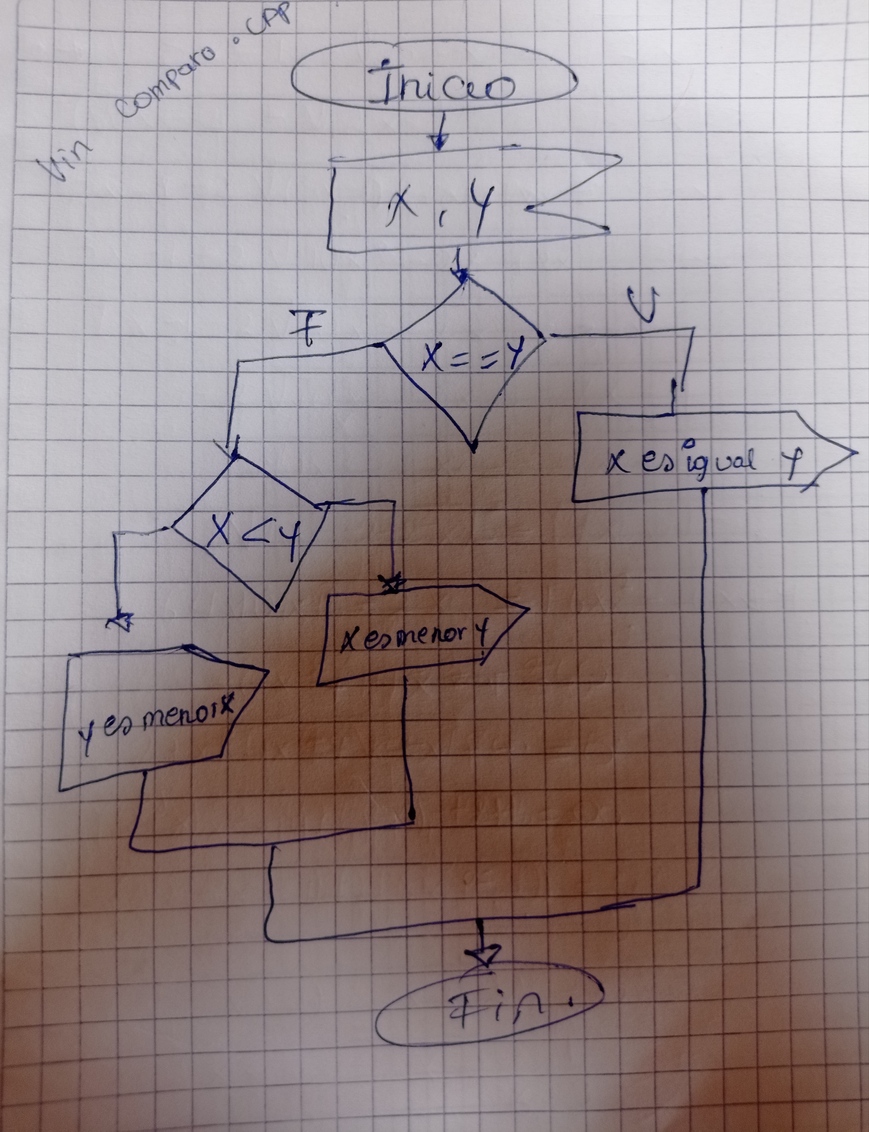 Vin Comparo.CPP
Inicio
X, Y
F
V
X==Y
X es igual Y
X<Y
X es menor Y
Y es menor X
Fin.